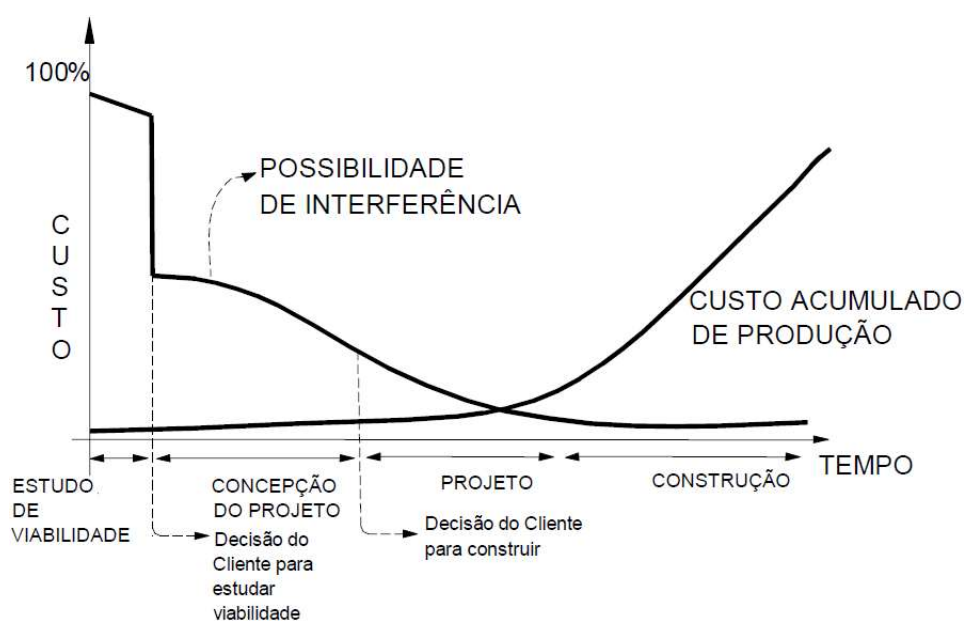 100%
CUSTO
POSSIBILIDADE
DE INTERFERÊNCIA
CUSTO ACUMULADO
DE PRODUÇÃO
TEMPO
ESTUDO
DE
VIABILIDADE
CONCEPÇÃO
DO PROJETO
Decisão do
Cliente para
estudar
viabilidade
PROJETO
Decisão do Cliente
para construir
CONSTRUÇÃO